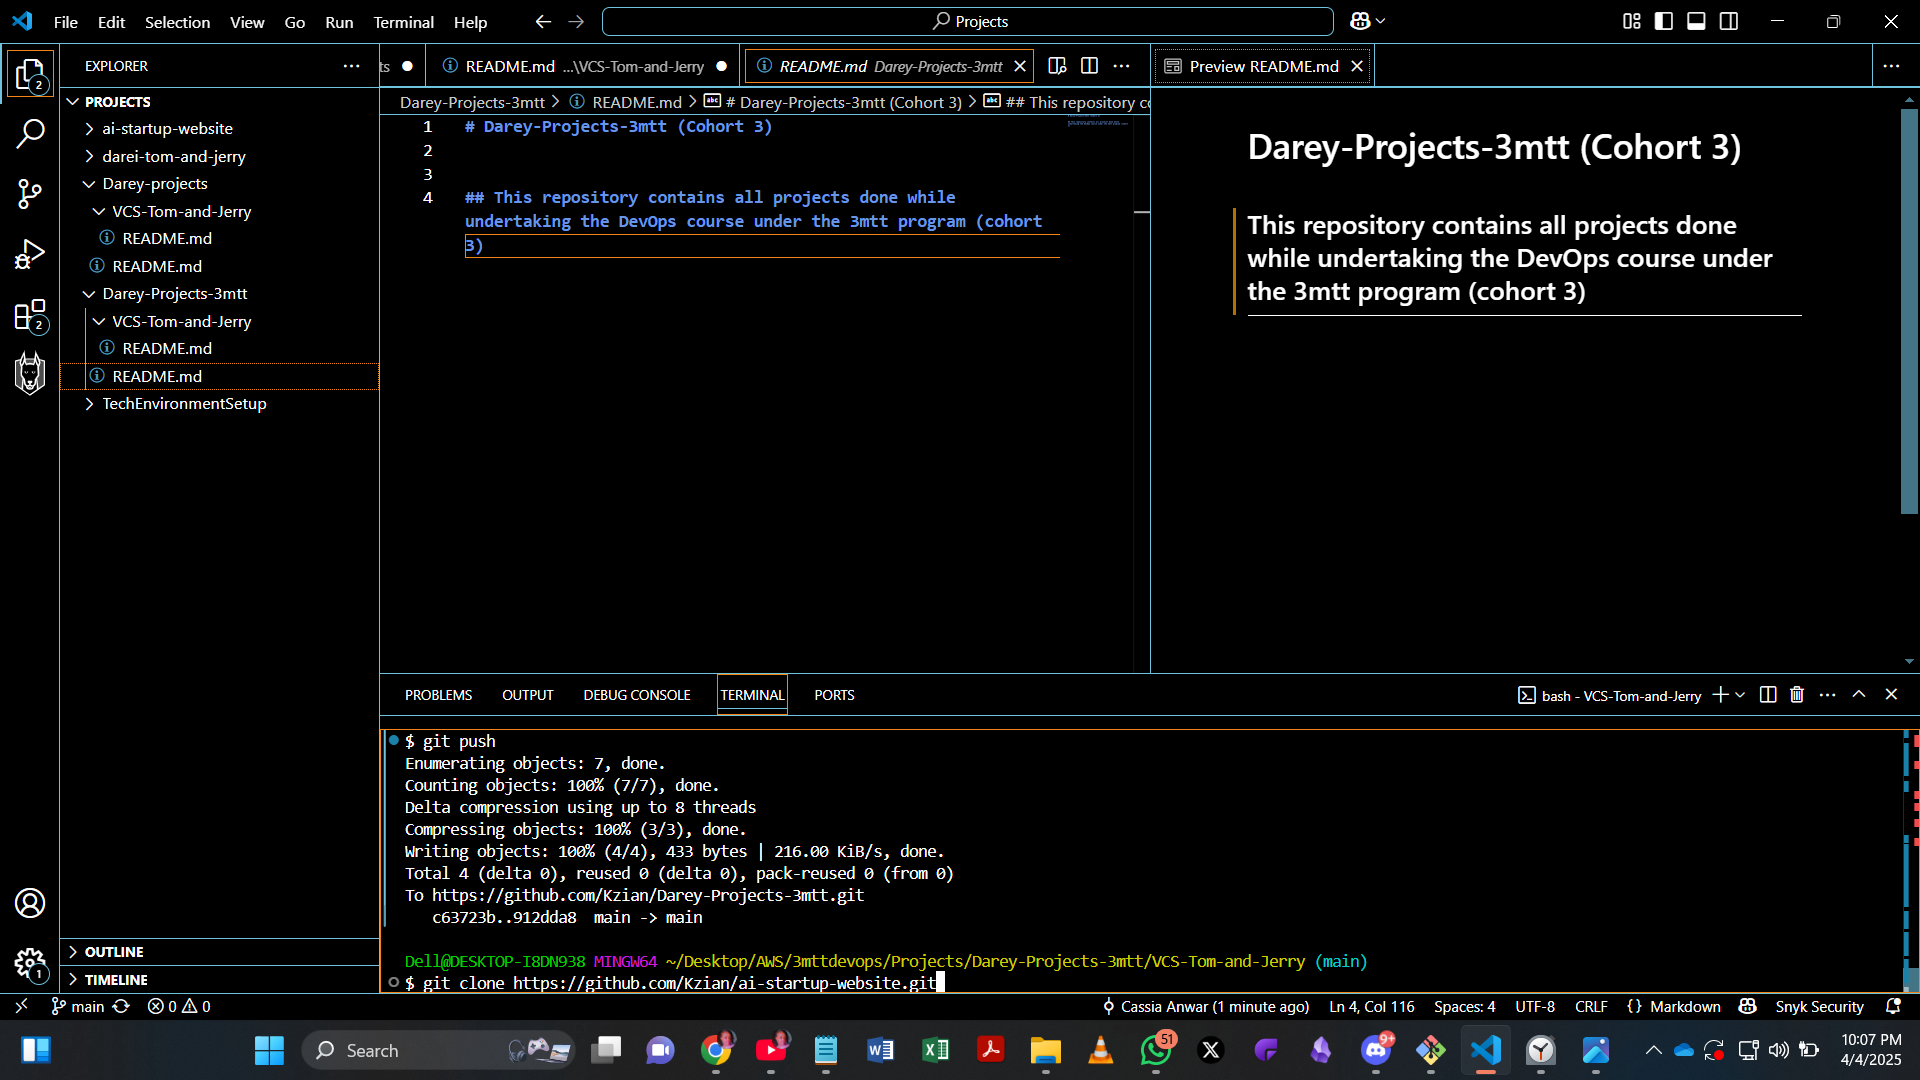 File Edit Selection View Go Run Terminal Help
Projects
EXPLORER
ts
README.md ...\VCS-Tom-and-Jerry
README.md Darey-Projects-3mtt
Preview README.md
2
PROJECTS
ai-startup-website
darei-tom-and-jerry
Darey-projects
VCS-Tom-and-Jerry
README.md
README.md
Darey-Projects-3mtt
VCS-Tom-and-Jerry
README.md
README.md
TechEnvironmentSetup
2
OUTLINE
TIMELINE
1
Darey-Projects-3mtt > README.md > # Darey-Projects-3mtt (Cohort 3) > ## This repository co
1 # Darey-Projects-3mtt (Cohort 3)
2
3
4 ## This repository contains all projects done while
undertaking the DevOps course under the 3mtt program (cohort
3)
Darey-Projects-3mtt (Cohort 3)
This repository contains all projects done
while undertaking the DevOps course under
the 3mtt program (cohort 3)
PROBLEMS OUTPUT DEBUG CONSOLE TERMINAL PORTS
bash - VCS-Tom-and-Jerry
$ git push
Enumerating objects: 7, done.
Counting objects: 100% (7/7), done.
Delta compression using up to 8 threads
Compressing objects: 100% (3/3), done.
Writing objects: 100% (4/4), 433 bytes | 216.00 KiB/s, done.
Total 4 (delta 0), reused 0 (delta 0), pack-reused 0 (from 0)
To https://github.com/Kzian/Darey-Projects-3mtt.git
c63723b..912dda8 main -> main
Dell@DESKTOP-I8DN938 MINGW64 ~/Desktop/AWS/3mttdevops/Projects/Darey-Projects-3mtt/VCS-Tom-and-Jerry (main)
$ git clone https://github.com/Kzian/ai-startup-website.git
main 0 0 Cassia Anwar (1 minute ago) Ln 4, Col 116 Spaces: 4 UTF-8 CRLF {} Markdown Snyk Security
Search
51
9+
10:07 PM
4/4/2025